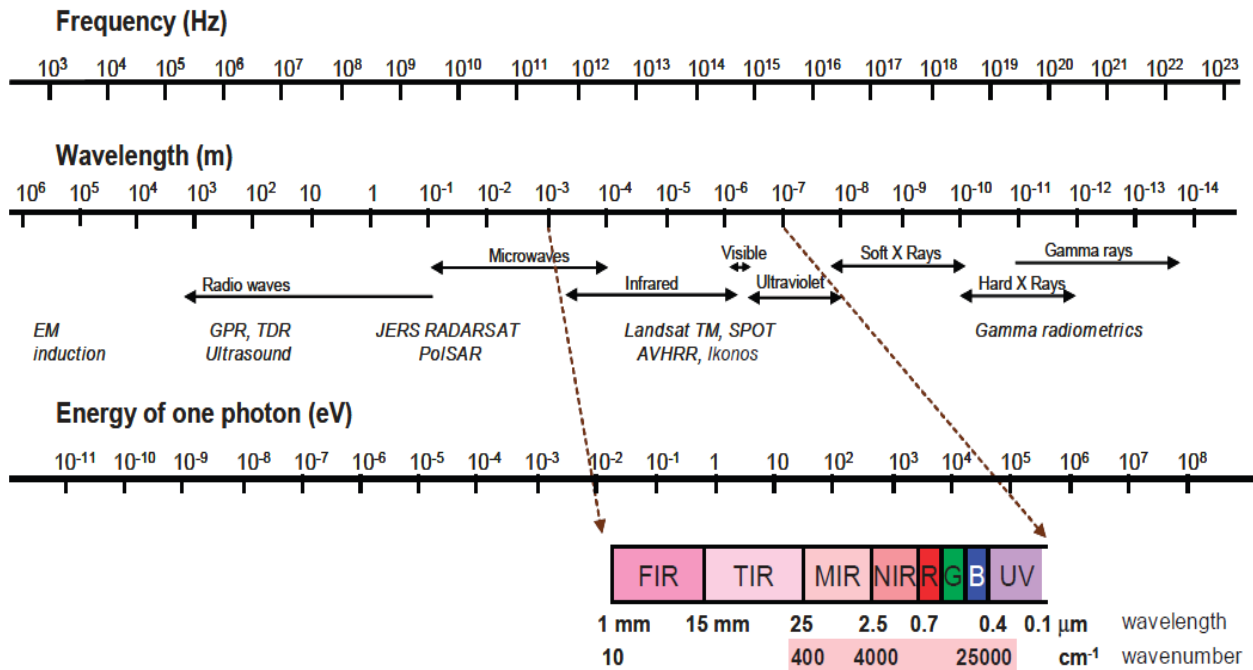 Frequency (Hz)
10³ 10⁴ 10⁵ 10⁶ 10⁷ 10⁸ 10⁹ 10¹⁰ 10¹¹ 10¹² 10¹³ 10¹⁴ 10¹⁵ 10¹⁶ 10¹⁷ 10¹⁸ 10¹⁹ 10²⁰ 10²¹ 10²² 10²³
Wavelength (m)
10⁶ 10⁵ 10⁴ 10³ 10² 10 1 10⁻¹ 10⁻² 10⁻³ 10⁻⁴ 10⁻⁵ 10⁻⁶ 10⁻⁷ 10⁻⁸ 10⁻⁹ 10⁻¹⁰ 10⁻¹¹ 10⁻¹² 10⁻¹³ 10⁻¹⁴
Microwaves Visible Soft X Rays Gamma rays
Radio waves Infrared Ultraviolet Hard X Rays
EM GPR, TDR JERS RADARSAT Landsat TM, SPOT Gamma radiometrics
induction Ultrasound PolSAR AVHRR, Ikonos
Energy of one photon (eV)
10⁻¹¹ 10⁻¹⁰ 10⁻⁹ 10⁻⁸ 10⁻⁷ 10⁻⁶ 10⁻⁵ 10⁻⁴ 10⁻³ 10⁻² 10⁻¹ 1 10 10² 10³ 10⁴ 10⁵ 10⁶ 10⁷ 10⁸
FIR TIR MIR NIR R G B UV
1 mm 15 mm 25 2.5 0.7 0.4 0.1 µm wavelength
10 400 4000 25000 cm⁻¹ wavenumber